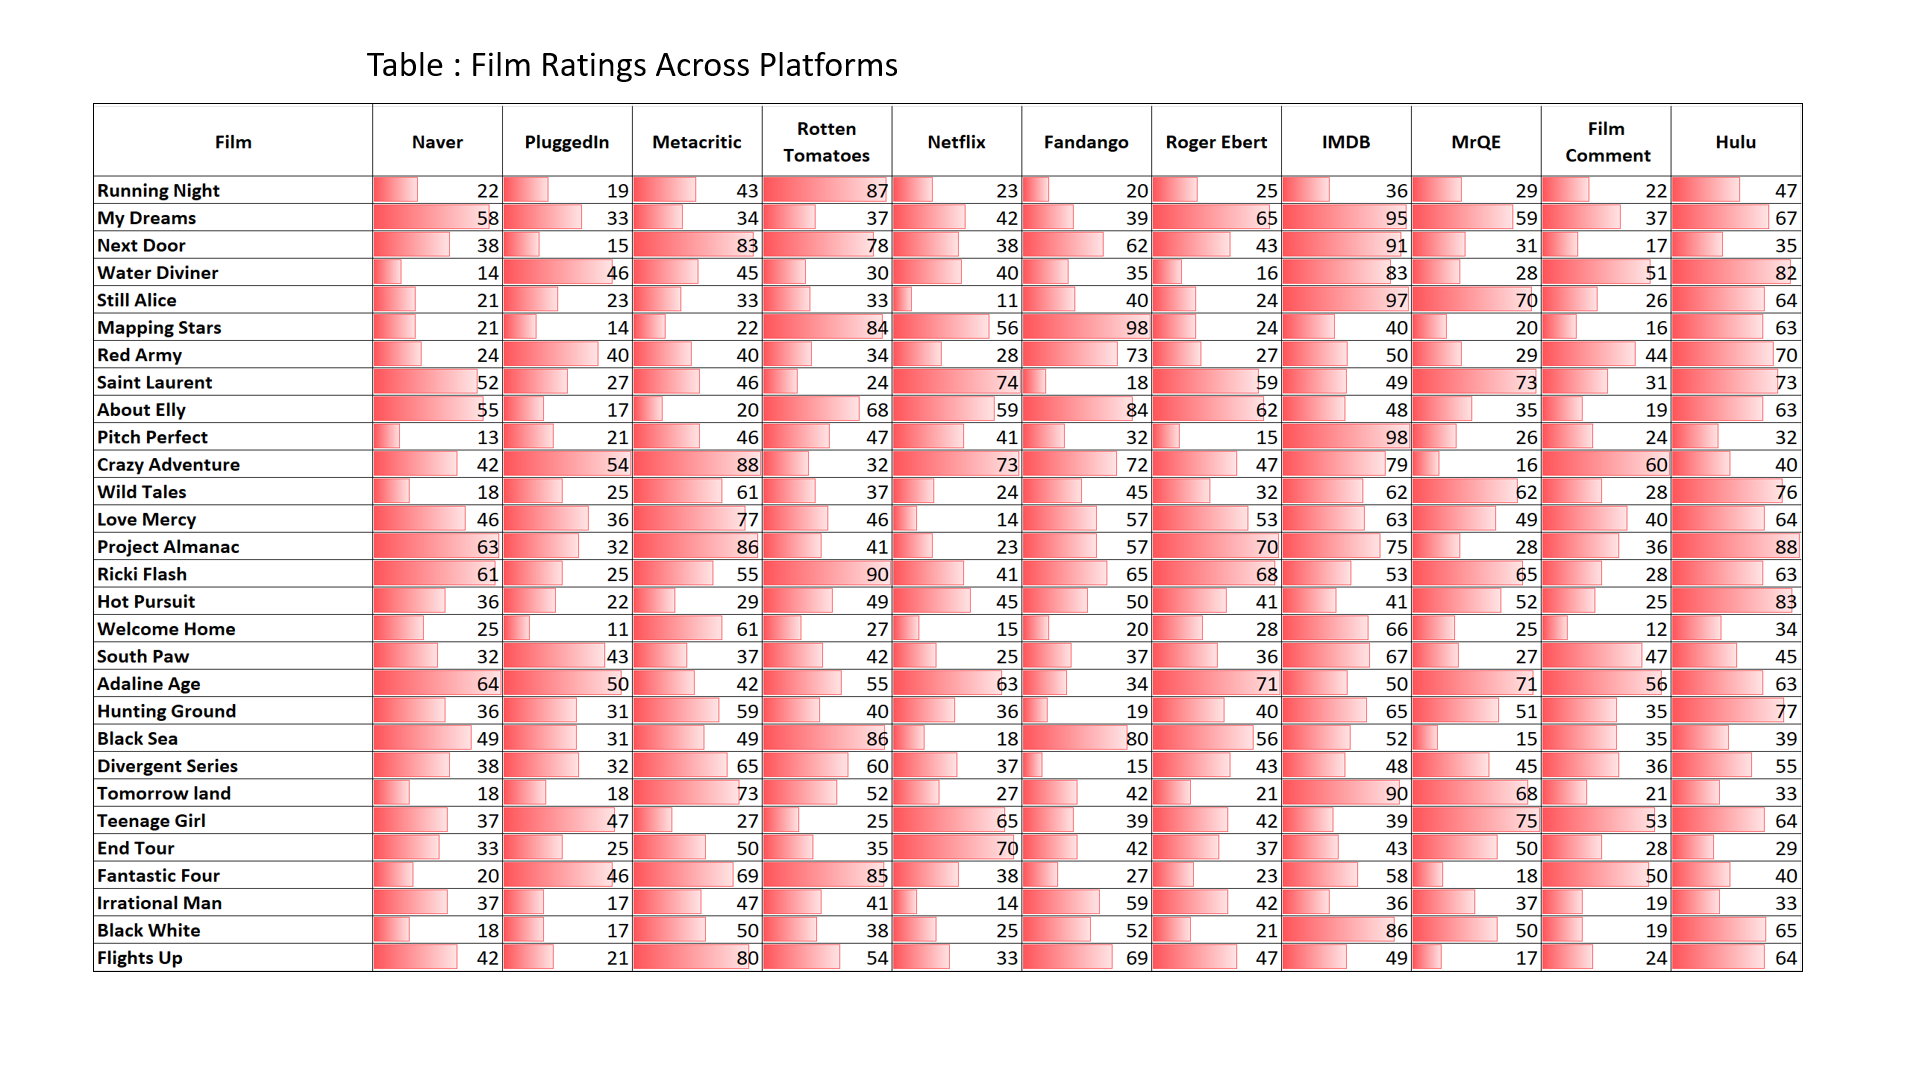 Table : Film Ratings Across Platforms
Film Naver PluggedIn Metacritic Rotten Tomatoes Netflix Fandango Roger Ebert IMDB MrQE Film Comment Hulu
Running Night 22 19 43 87 23 20 25 36 29 22 47
My Dreams 58 33 34 37 42 39 65 95 59 37 67
Next Door 38 15 83 78 38 62 43 91 31 17 35
Water Diviner 14 46 45 30 40 35 16 83 28 51 82
Still Alice 21 23 33 33 11 40 24 97 70 26 64
Mapping Stars 21 14 22 84 56 98 24 40 20 16 63
Red Army 24 40 40 34 28 73 27 50 29 44 70
Saint Laurent 52 27 46 24 74 18 59 49 73 31 73
About Elly 55 17 20 68 59 84 62 48 35 19 63
Pitch Perfect 13 21 46 47 41 32 15 98 26 24 32
Crazy Adventure 42 54 88 32 73 72 47 79 16 60 40
Wild Tales 18 25 61 37 24 45 32 62 62 28 76
Love Mercy 46 36 77 46 14 57 53 63 49 40 64
Project Almanac 63 32 86 41 23 57 70 75 28 36 88
Ricki Flash 61 25 55 90 41 65 68 53 65 28 63
Hot Pursuit 36 22 29 49 45 50 41 41 52 25 83
Welcome Home 25 11 61 27 15 20 28 66 25 12 34
South Paw 32 43 37 42 25 37 36 67 27 47 45
Adaline Age 64 50 42 55 63 34 71 50 71 56 63
Hunting Ground 36 31 59 40 36 19 40 65 51 35 77
Black Sea 49 31 49 86 18 80 56 52 15 35 39
Divergent Series 38 32 65 60 37 15 43 48 45 36 55
Tomorrow land 18 18 73 52 27 42 21 90 68 21 33
Teenage Girl 37 47 27 25 65 39 42 39 75 53 64
End Tour 33 25 50 35 70 42 37 43 50 28 29
Fantastic Four 20 46 69 85 38 27 23 58 18 50 40
Irrational Man 37 17 47 41 14 59 42 36 37 19 33
Black White 18 17 50 38 25 52 21 86 50 19 65
Flights Up 42 21 80 54 33 69 47 49 17 24 64